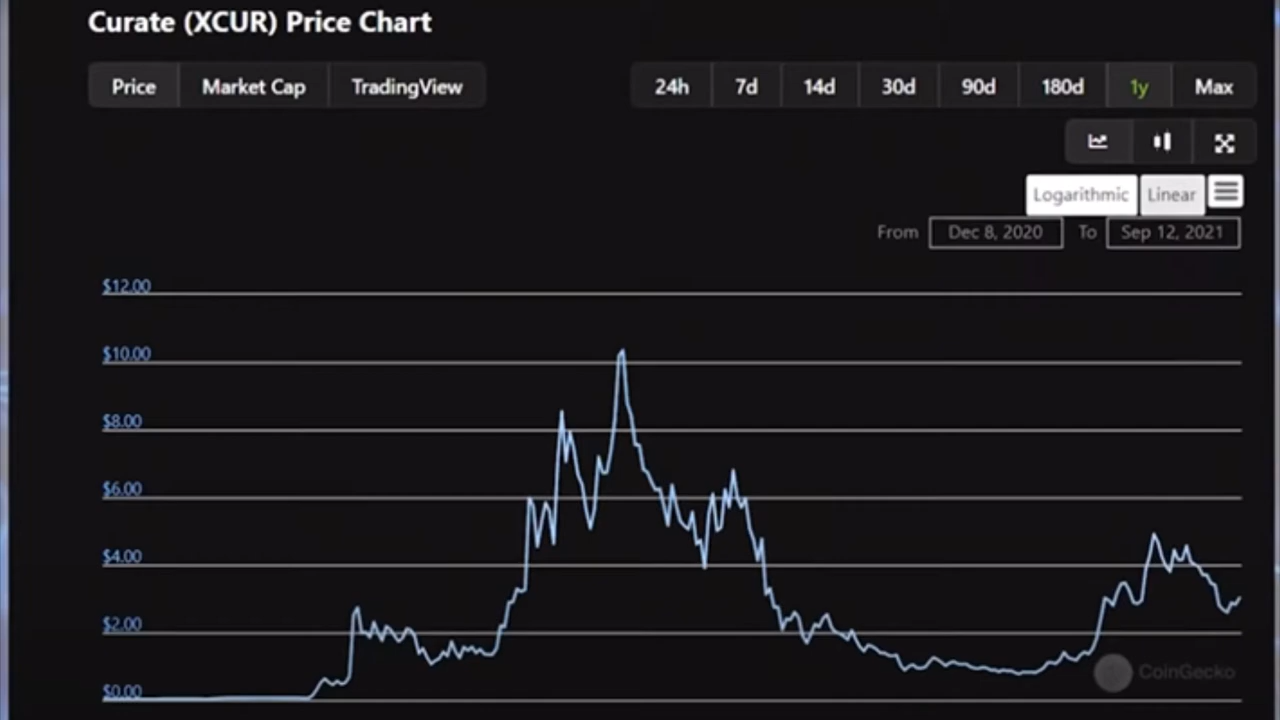 Curate (XCUR) Price Chart
Price Market Cap TradingView 24h 7d 14d 30d 90d 180d 1y Max
Logarithmic Linear
From Dec 8, 2020 To Sep 12, 2021
$12.00
$10.00
$8.00
$6.00
$4.00
$2.00
CoinGecko
$0.00